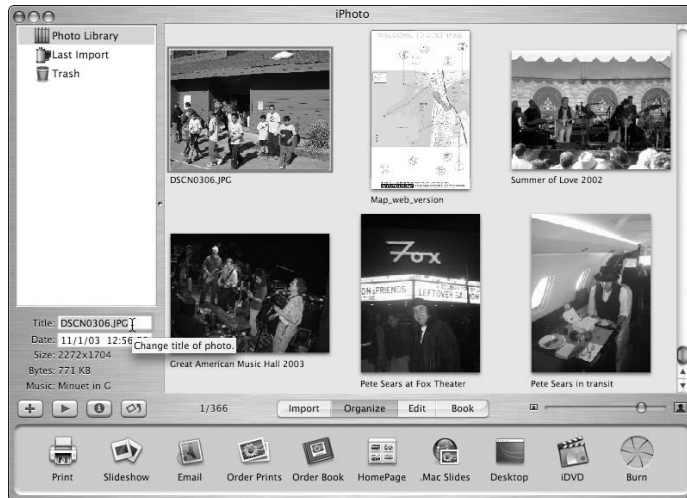 iPhoto
Photo Library
Last Import
Trash
DSCN0306.JPG
Map_web_version
Summer of Love 2002
Great American Music Hall 2003
Fox
LEFTOVER SALMON
Pete Sears at Fox Theater
Pete Sears in transit
Title: DSCN0306.JPG
Date: 11/1/03 12:56
Change title of photo.
Size: 2272x1704
Bytes: 771 KB
Music: Minuet in G
1/366
Import Organize Edit Book
Print Slideshow Email Order Prints Order Book HomePage .Mac Slides Desktop iDVD Burn